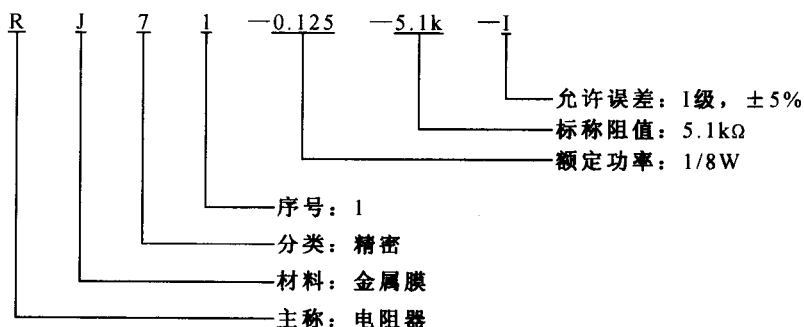 R J 7 1 —0.125 —5.1k —I
允许误差：I级，±5%
标称阻值：5.1kΩ
额定功率：1/8W
序号：1
分类：精密
材料：金属膜
主称：电阻器